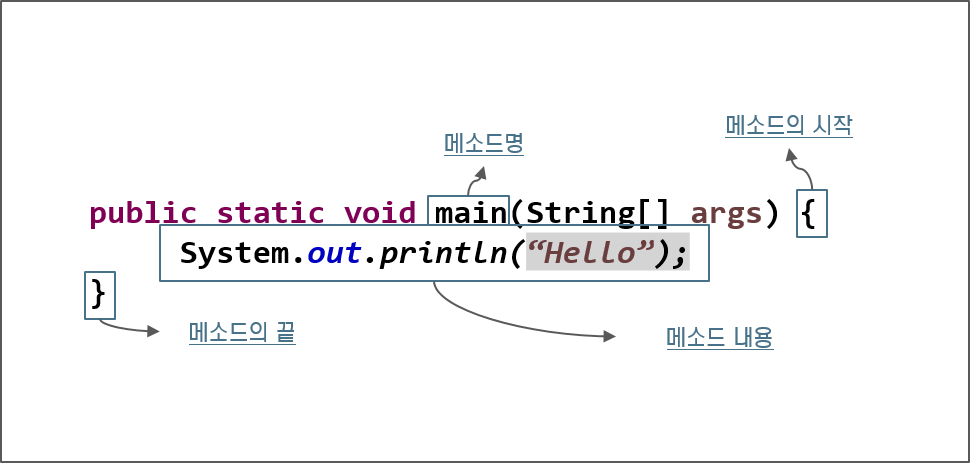 메소드의 시작
메소드명
public static void main(String[] args) {
System.out.println(“Hello”);
}
메소드의 끝
메소드 내용